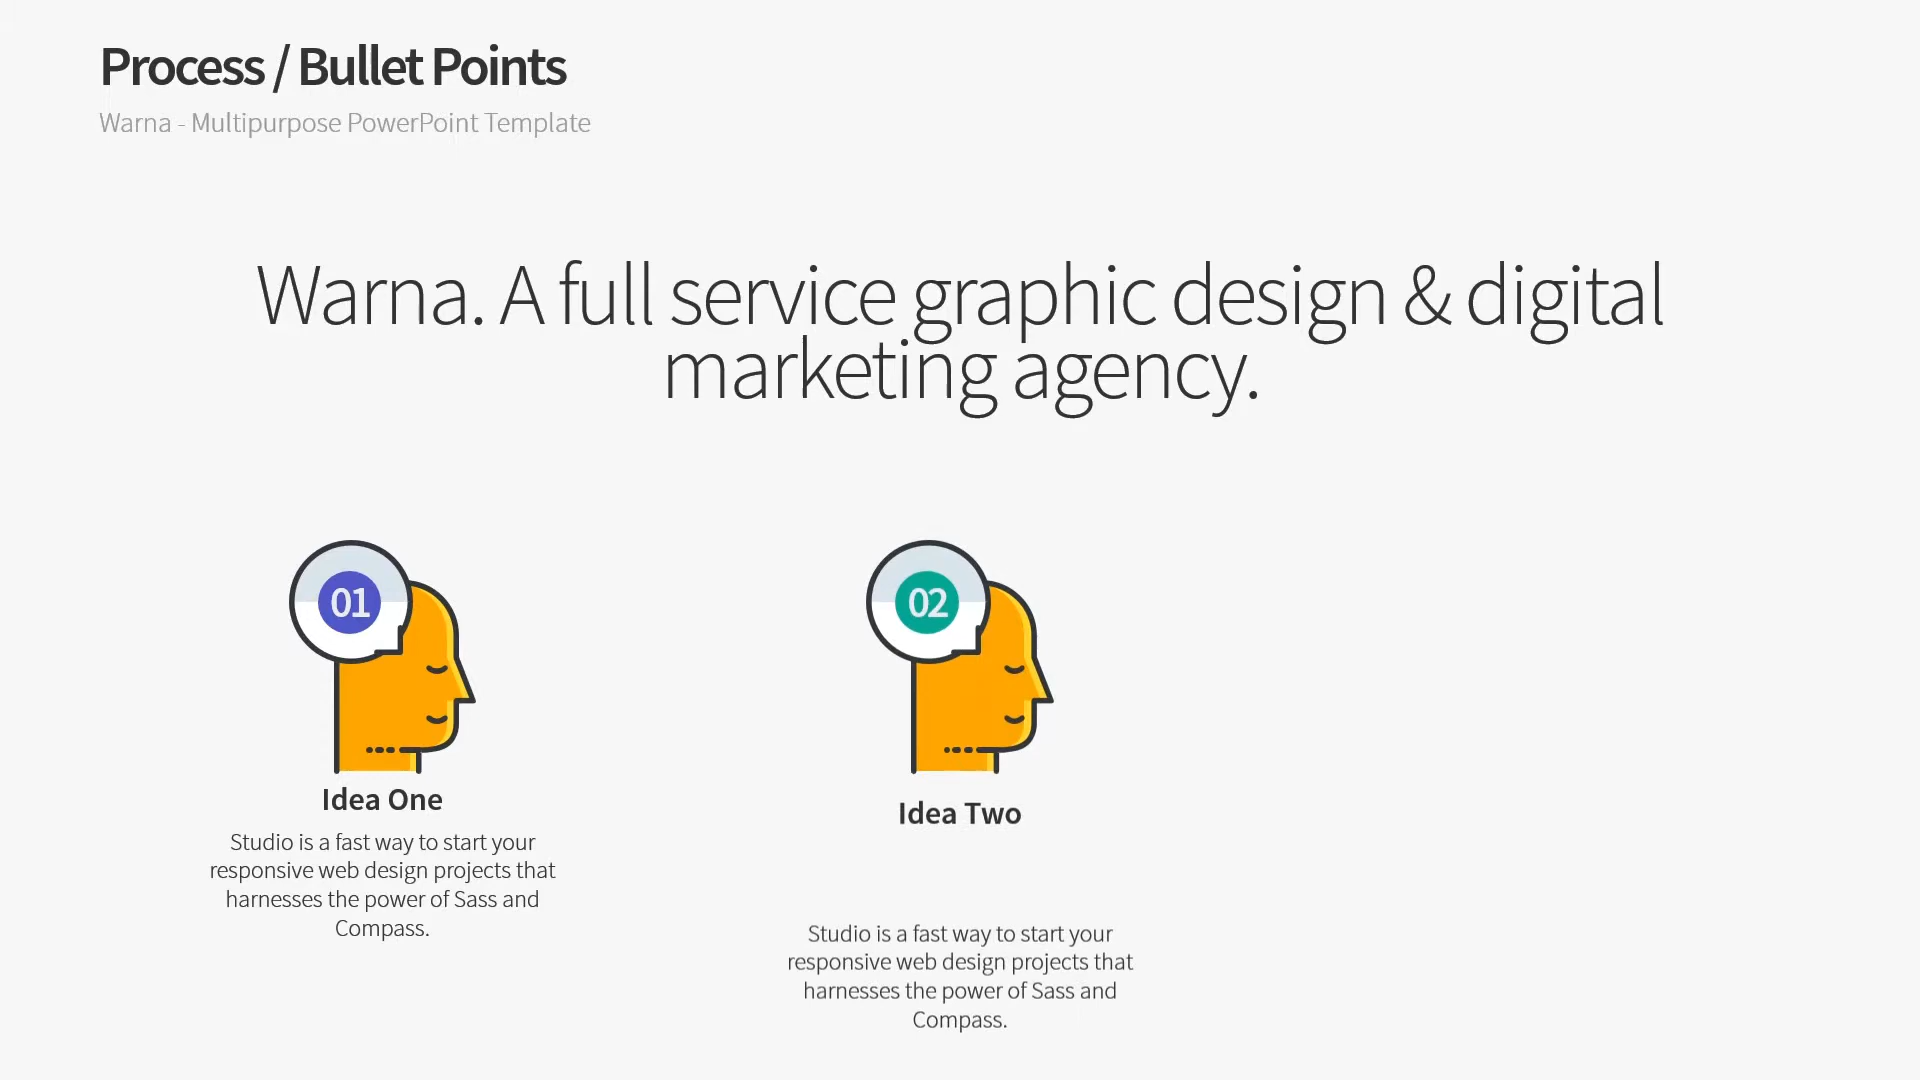 Process / Bullet Points
Warna - Multipurpose PowerPoint Template
Warna. A full service graphic design & digital
marketing agency.
01
Idea One
Studio is a fast way to start your
responsive web design projects that
harnesses the power of Sass and
Compass.
02
Idea Two
Studio is a fast way to start your
responsive web design projects that
harnesses the power of Sass and
Compass.